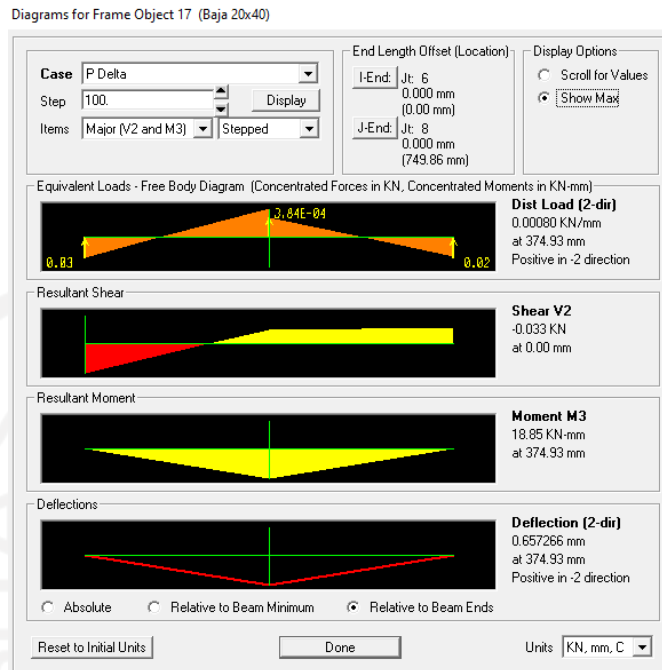 Diagrams for Frame Object 17 (Baja 20x40)
Case P Delta
Step 100. Display
Items Major (V2 and M3) Stepped
End Length Offset (Location)
I-End: Jt: 6
0.000 mm
(0.00 mm)
J-End: Jt: 8
0.000 mm
(749.86 mm)
Display Options
Scroll for Values
Show Max
Equivalent Loads - Free Body Diagram (Concentrated Forces in KN, Concentrated Moments in KN-mm)
3.84E-04
0.03
0.02
Dist Load (2-dir)
0.00080 KN/mm
at 374.93 mm
Positive in -2 direction
Resultant Shear
Shear V2
-0.033 KN
at 0.00 mm
Resultant Moment
Moment M3
18.85 KN-mm
at 374.93 mm
Deflections
Deflection (2-dir)
0.657266 mm
at 374.93 mm
Positive in -2 direction
Absolute Relative to Beam Minimum Relative to Beam Ends
Reset to Initial Units Done Units KN, mm, C